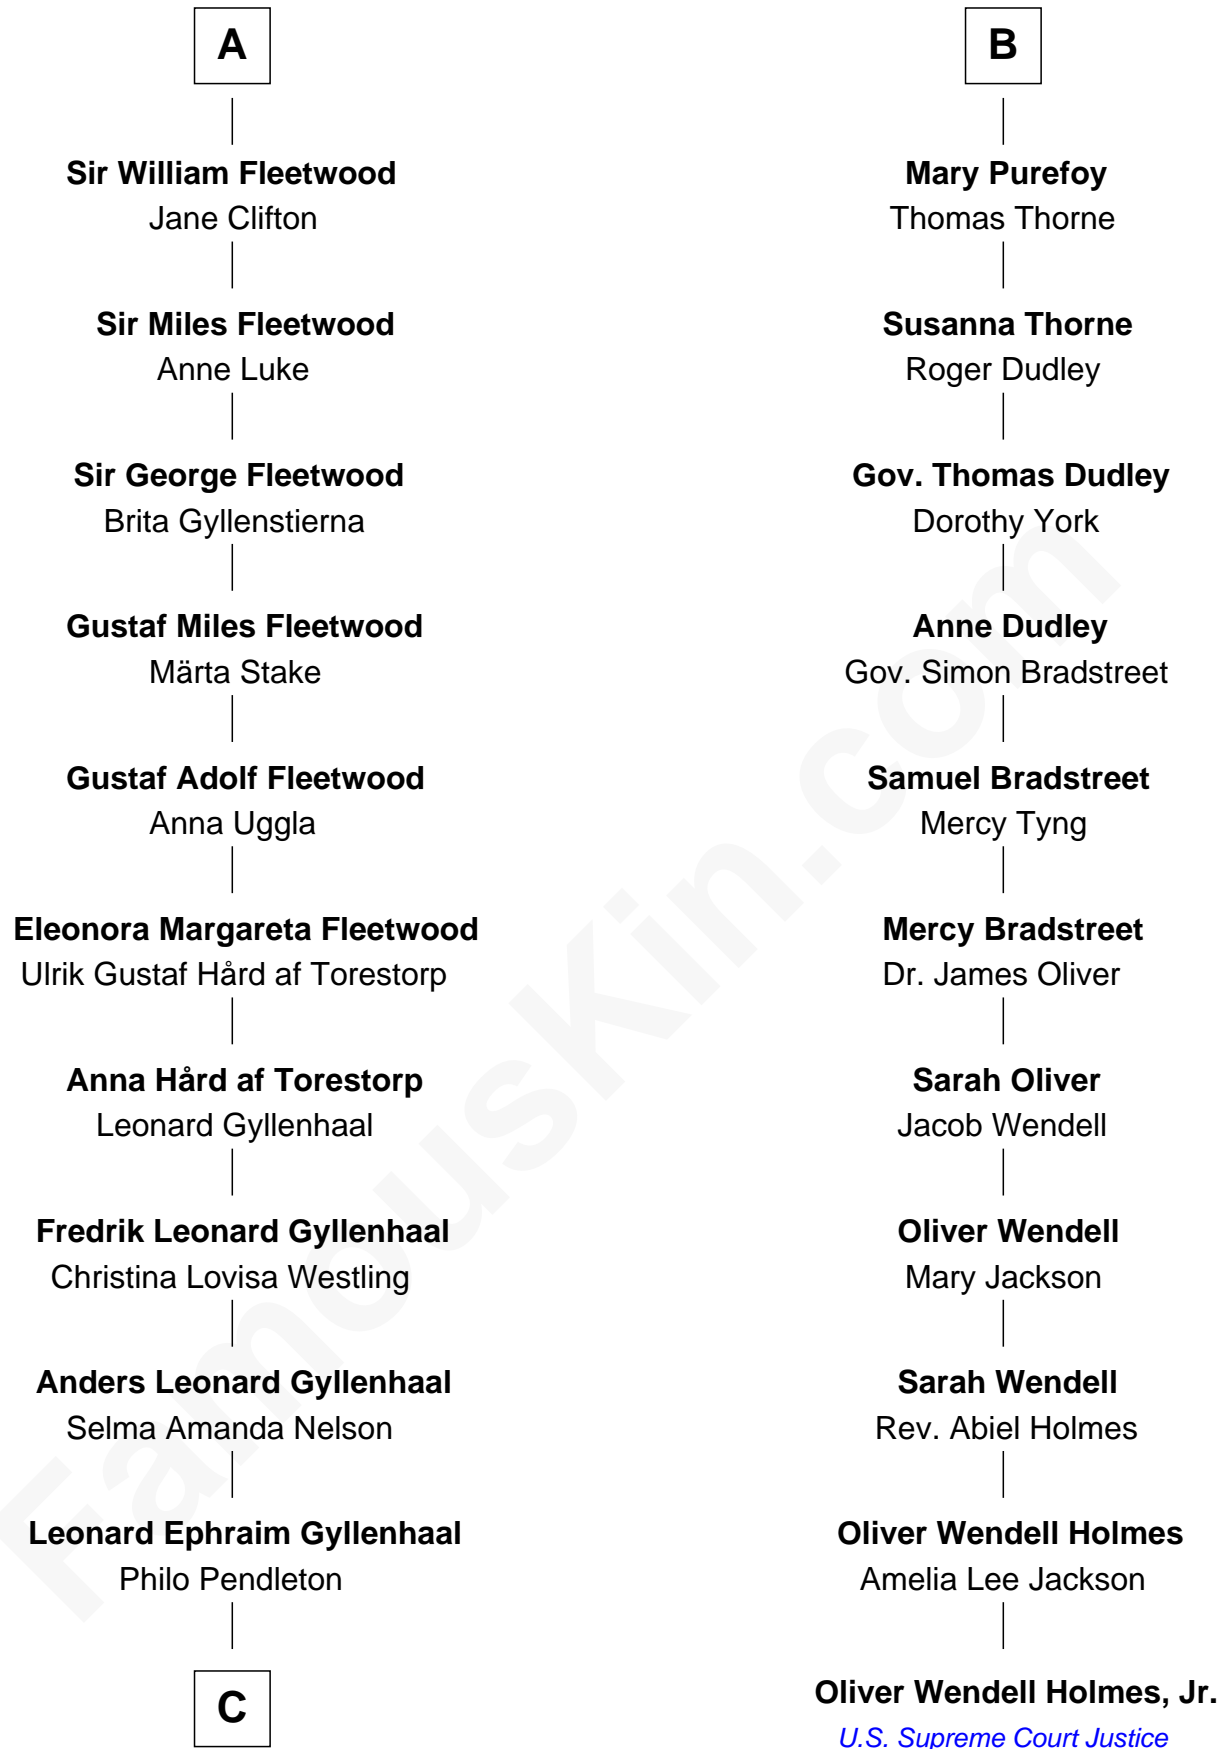 A
Sir William Fleetwood
Jane Clifton
Sir Miles Fleetwood
Anne Luke
Sir George Fleetwood
Brita Gyllenstierna
Gustaf Miles Fleetwood
Märta Stake
Gustaf Adolf Fleetwood
Anna Uggla
Eleonora Margareta Fleetwood
Ulrik Gustaf Hård af Torestorp
Anna Hård af Torestorp
Leonard Gyllenhaal
Fredrik Leonard Gyllenhaal
Christina Lovisa Westling
Anders Leonard Gyllenhaal
Selma Amanda Nelson
Leonard Ephraim Gyllenhaal
Philo Pendleton
C
B
Mary Purefoy
Thomas Thorne
Susanna Thorne
Roger Dudley
Gov. Thomas Dudley
Dorothy York
Anne Dudley
Gov. Simon Bradstreet
Samuel Bradstreet
Mercy Tyng
Mercy Bradstreet
Dr. James Oliver
Sarah Oliver
Jacob Wendell
Oliver Wendell
Mary Jackson
Sarah Wendell
Rev. Abiel Holmes
Oliver Wendell Holmes
Amelia Lee Jackson
Oliver Wendell Holmes, Jr.
U.S. Supreme Court Justice
FamousKin.com